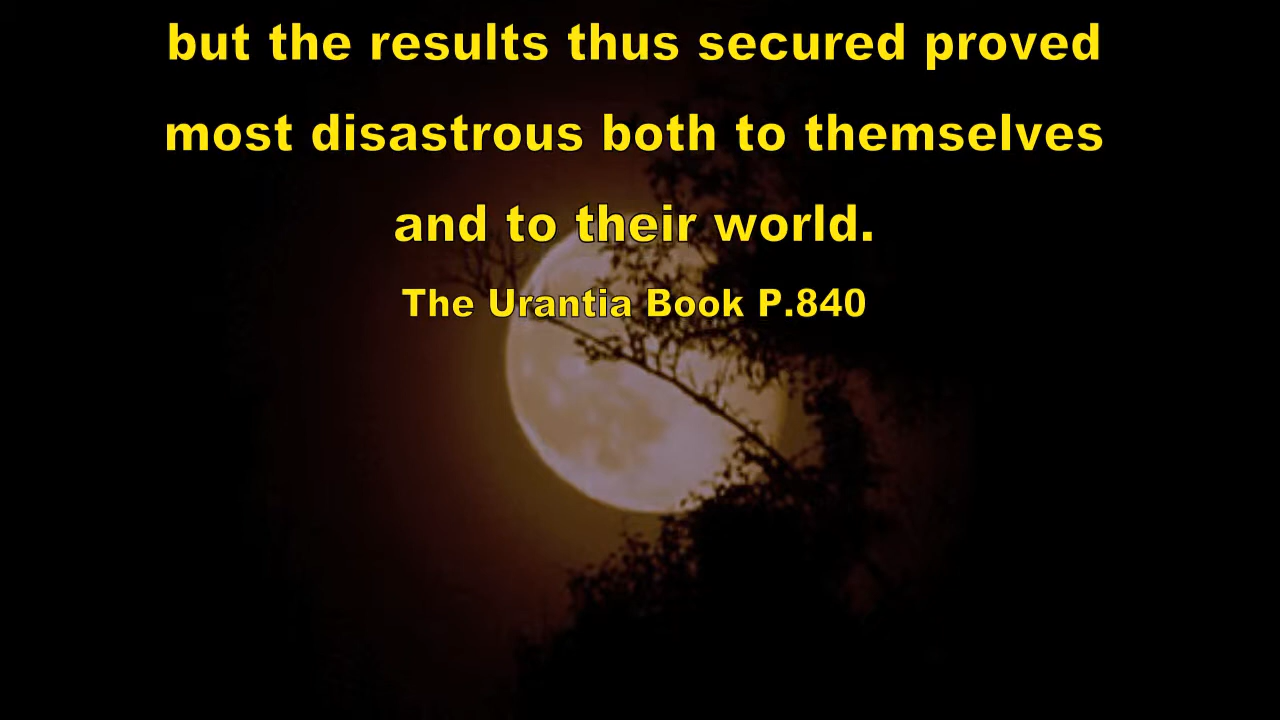 but the results thus secured proved
most disastrous both to themselves
and to their world.
The Urantia Book P.840